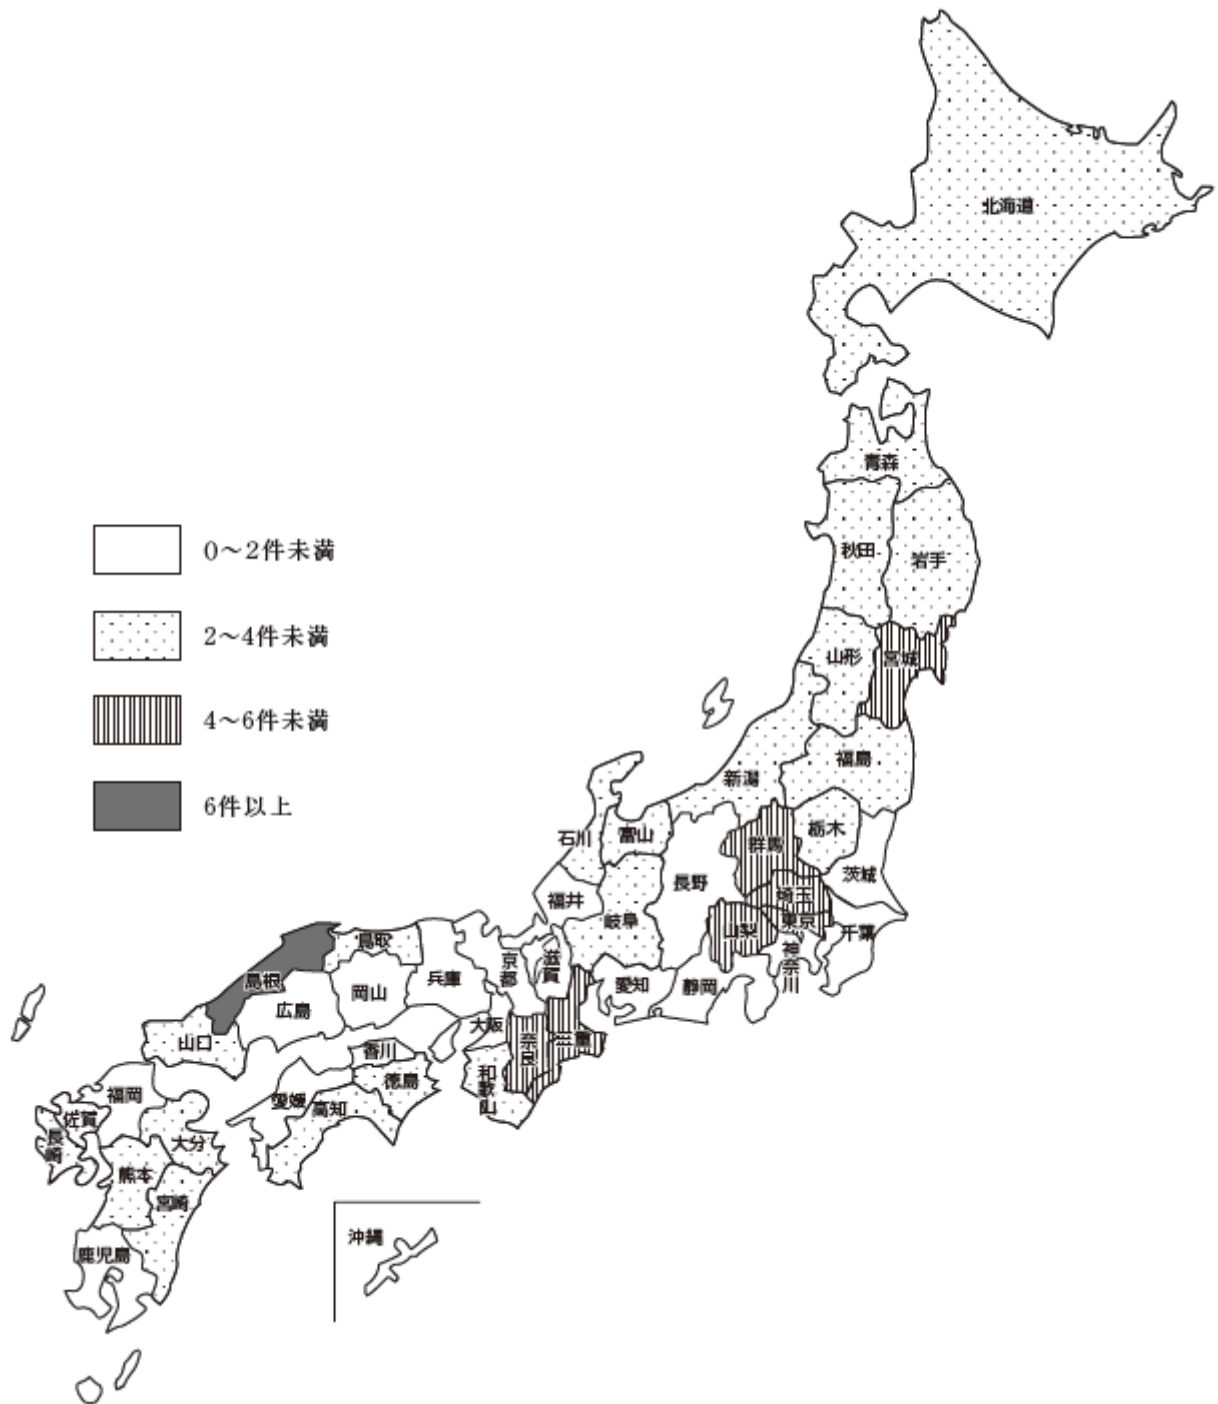 北海道
青森
秋田
岩手
0～2件未満
2～4件未満
山形
宮城
4～6件未満
福島
新潟
6件以上
石川
富山
群馬
栃木
茨城
長野
福井
埼玉
岐阜
山梨
東京
千葉
鳥取
京都
滋賀
神奈川
島根
兵庫
愛知
静岡
岡山
広島
大阪
奈良
三重
山口
香川
和歌山
徳島
福岡
愛媛
高知
佐賀
長崎
大分
熊本
宮崎
鹿児島
沖縄